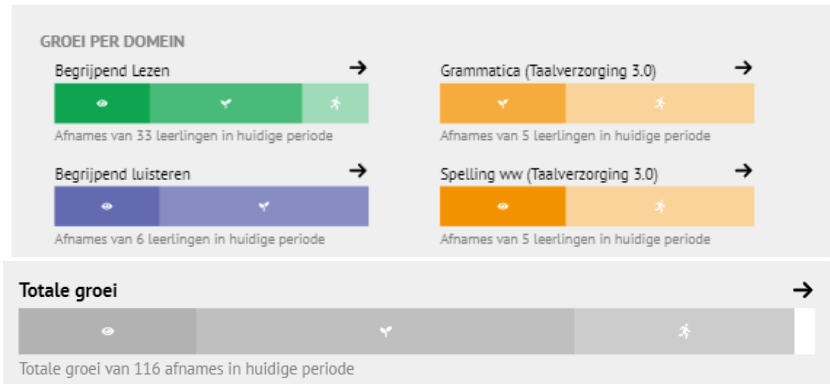 GROEI PER DOMEIN
Begrijpend Lezen
Afnames van 33 leerlingen in huidige periode
Grammatica (Taalverzorging 3.0)
Afnames van 5 leerlingen in huidige periode
Begrijpend luisteren
Afnames van 6 leerlingen in huidige periode
Spelling ww (Taalverzorging 3.0)
Afnames van 5 leerlingen in huidige periode
Totale groei
Totale groei van 116 afnames in huidige periode